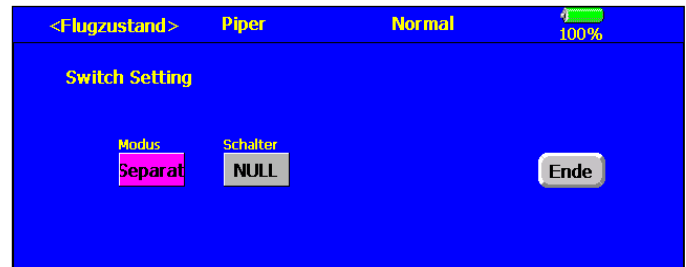 <Flugzustand> Piper Normal 100%
Switch Setting
Modus Schalter
Separat NULL Ende